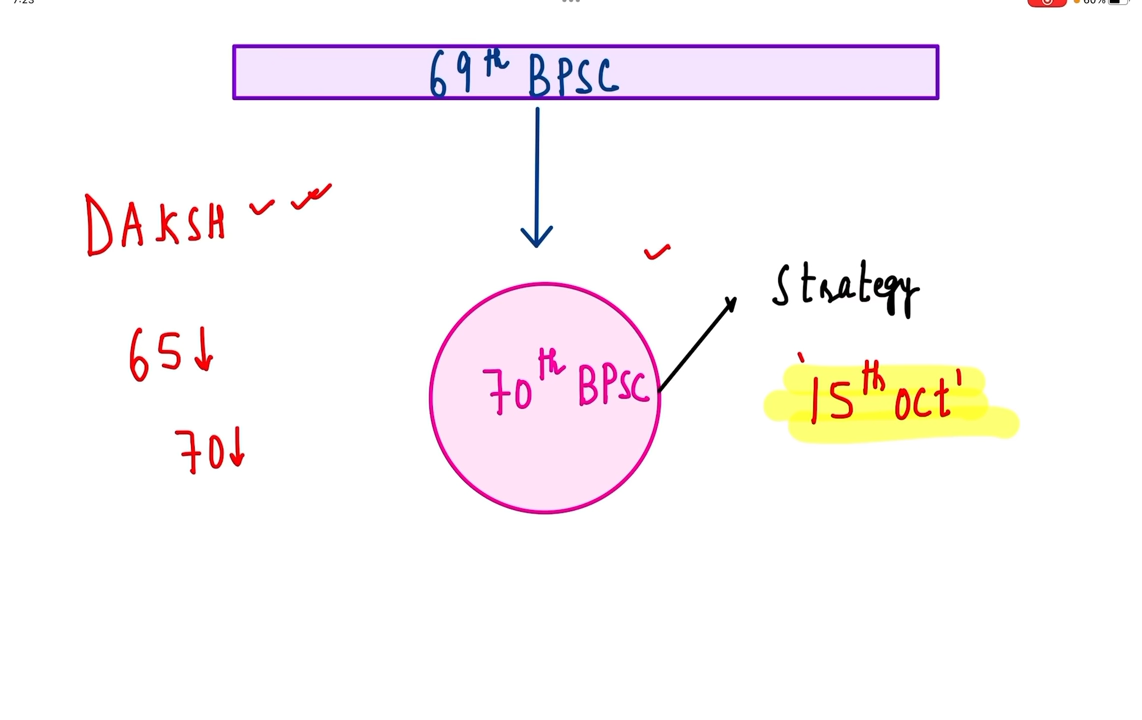 69th BPSC
DAKSH
Strategy
65↓
70th BPSC
'15th oct'
70↓